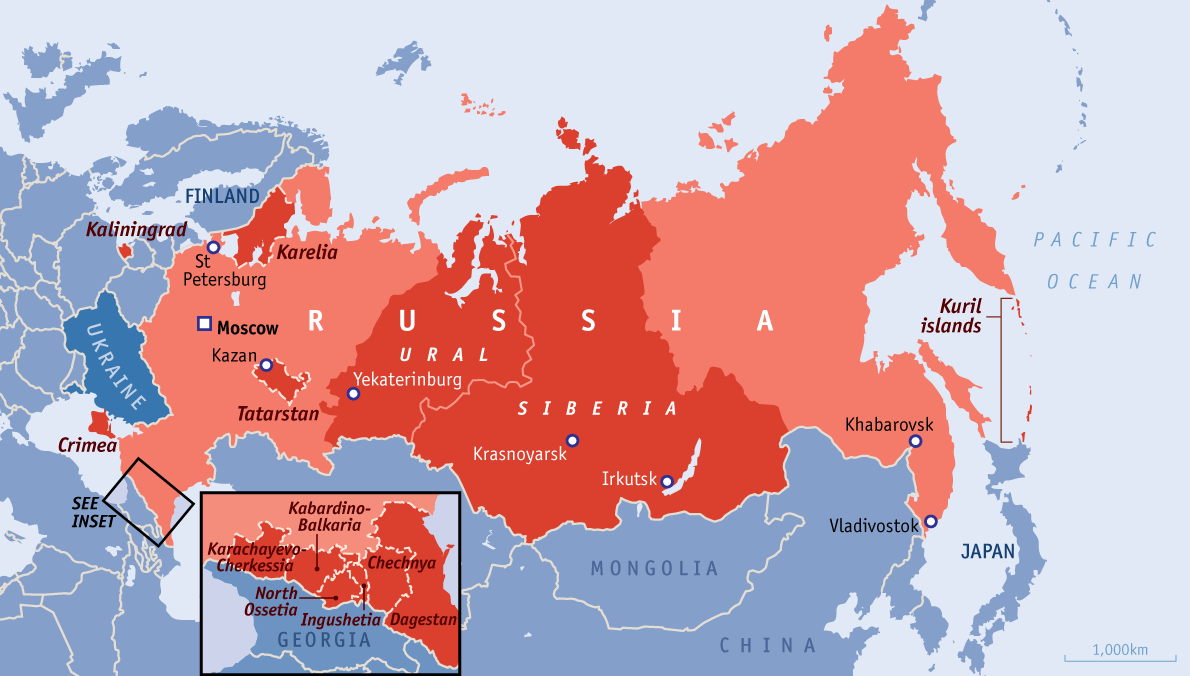 FINLAND
Kaliningrad
Karelia
St
Petersburg
PACIFIC
OCEAN
Kuril
islands
RUSSIA
Moscow
URAL
UKRAINE
Kazan
Yekaterinburg
Tatarstan
SIBERIA
Crimea
Krasnoyarsk
Khabarovsk
Irkutsk
SEE
INSET
Vladivostok
JAPAN
Kabardino-
Balkaria
Karachayevo-
Cherkessia
Chechnya
North
Ossetia
Ingushetia
Dagestan
GEORGIA
MONGOLIA
CHINA
1,000km